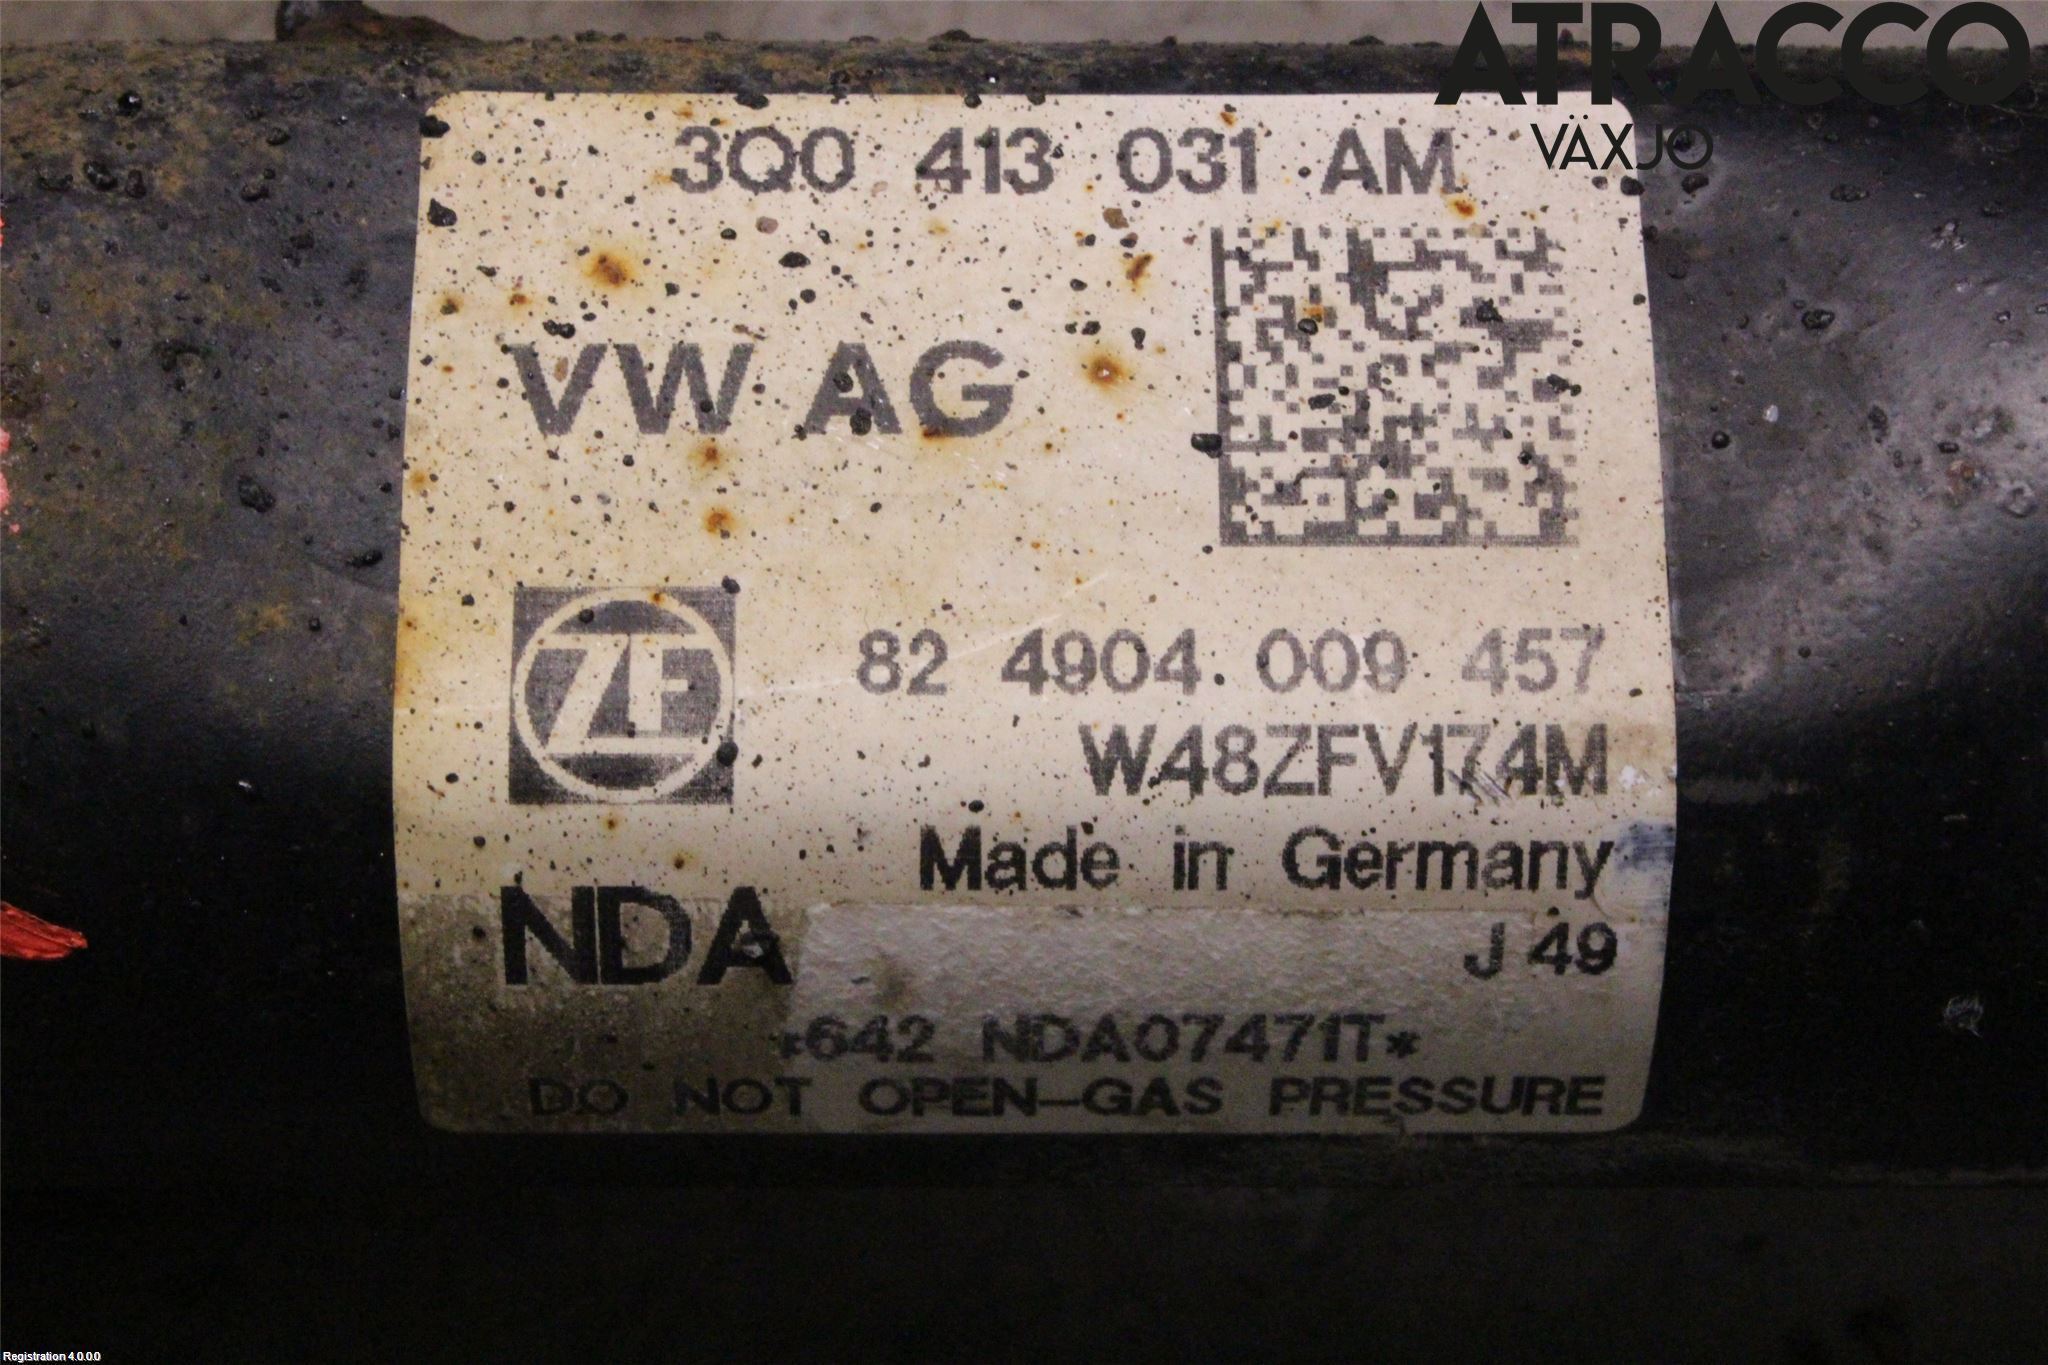 ATRACCO
VÄXJÖ
3Q0 413 031 AM
VW AG
ZF
82 4904 009 457
W48ZFV174M
Made in Germany
NDA
J 49
*642 NDA07471T*
DO NOT OPEN-GAS PRESSURE
Registration 4.0.0.0